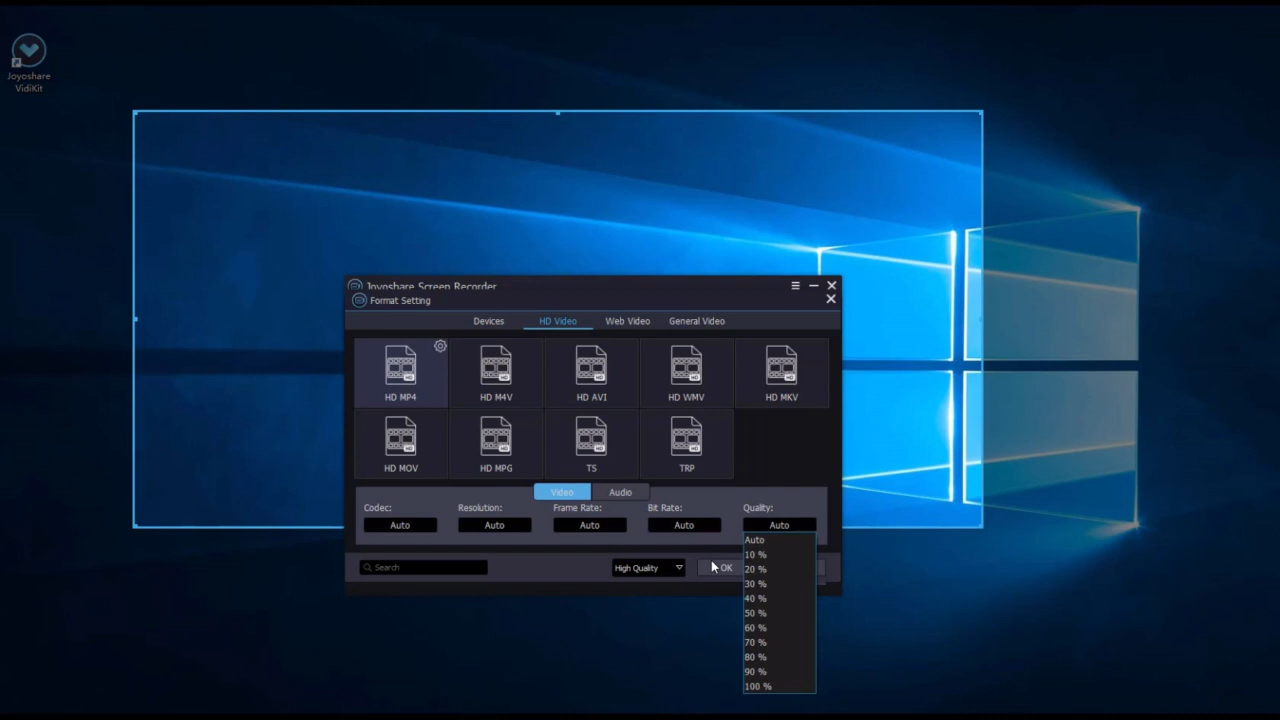 Joyoshare
VidiKit
Joyoshare Screen Recorder
Format Setting
Devices HD Video Web Video General Video
HD MP4 HD M4V HD AVI HD WMV HD MKV
HD MOV HD MPG TS TRP
Video Audio
Codec: Resolution: Frame Rate: Bit Rate: Quality:
Auto Auto Auto Auto Auto
Auto
10 %
20 %
30 %
40 %
50 %
60 %
70 %
80 %
90 %
100 %
Search High Quality OK